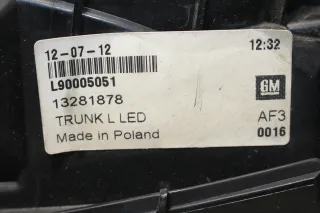 12-07-12 12:32
L90005051
13281878 GM
TRUNK L LED AF3
Made in Poland 0016